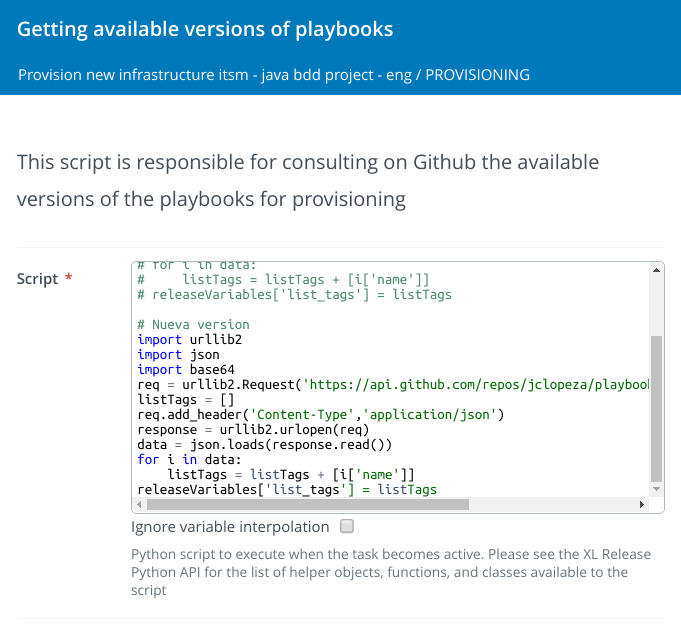 Getting available versions of playbooks
Provision new infrastructure itsm - java bdd project - eng / PROVISIONING
This script is responsible for consulting on Github the available
versions of the playbooks for provisioning
Script *
# for i in data:
#     listTags = listTags + [i['name']]
# releaseVariables['list_tags'] = listTags
# Nueva version
import urllib2
import json
import base64
req = urllib2.Request('https://api.github.com/repos/jclopeza/playbook
listTags = []
req.add_header('Content-Type','application/json')
response = urllib2.urlopen(req)
data = json.loads(response.read())
for i in data:
    listTags = listTags + [i['name']]
releaseVariables['list_tags'] = listTags
Ignore variable interpolation
Python script to execute when the task becomes active. Please see the XL Release
Python API for the list of helper objects, functions, and classes available to the
script